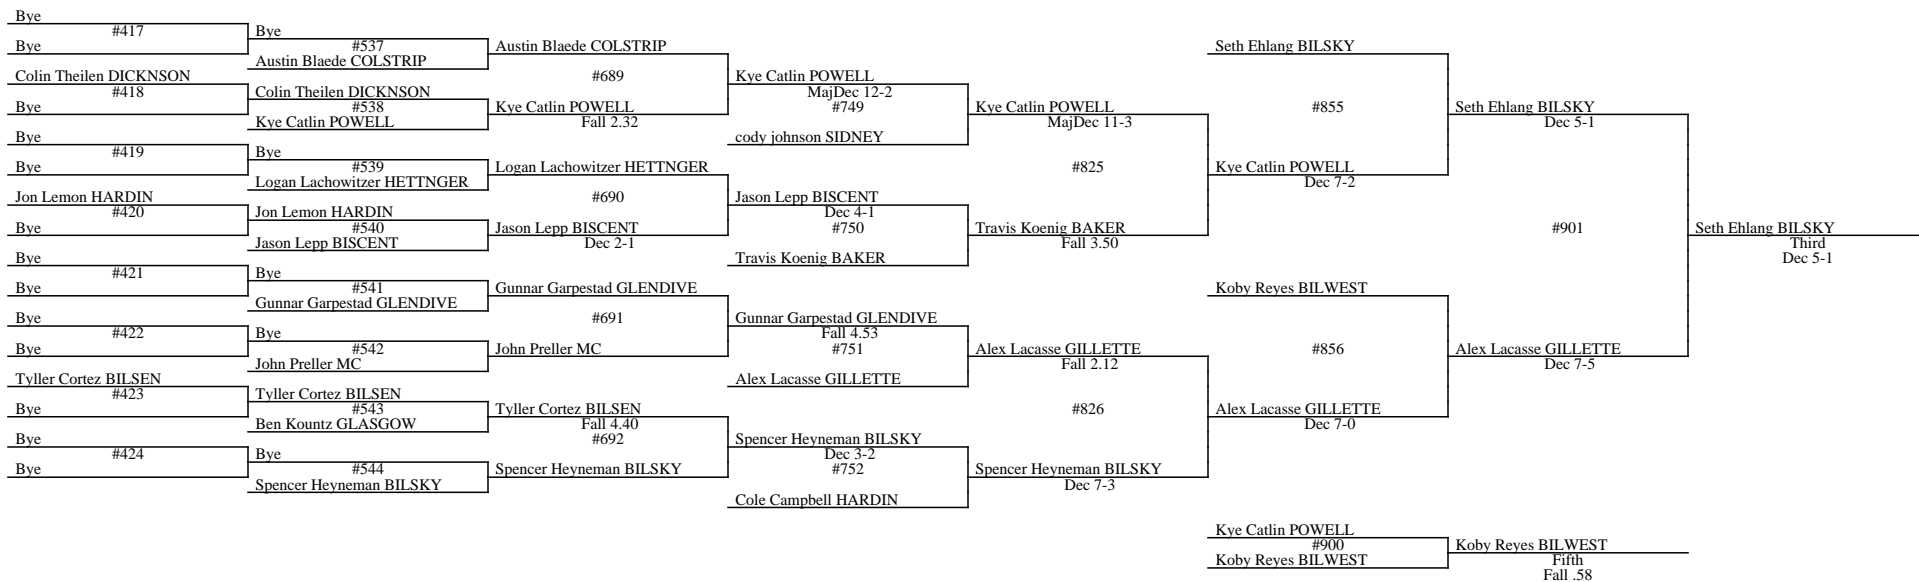 Bye
#417
Bye
Colin Theilen DICKNSON
#418
Bye
Bye
#419
Bye
Jon Lemon HARDIN
#420
Bye
Bye
#421
Bye
Bye
#422
Bye
Tyller Cortez BILSEN
#423
Bye
Bye
#424
Bye
Bye
#537
Austin Blaede COLSTRIP
Colin Theilen DICKNSON
#538
Kye Catlin POWELL
Bye
#539
Logan Lachowitzer HETTNGER
Jon Lemon HARDIN
#540
Jason Lepp BISCENT
Bye
#541
Gunnar Garpestad GLENDIVE
Bye
#542
John Preller MC
Tyller Cortez BILSEN
#543
Ben Kountz GLASGOW
Bye
#544
Spencer Heyneman BILSKY
Austin Blaede COLSTRIP
#689
Kye Catlin POWELL
Fall 2.32
Logan Lachowitzer HETTNGER
#690
Jason Lepp BISCENT
Dec 2-1
Gunnar Garpestad GLENDIVE
#691
John Preller MC
Tyller Cortez BILSEN
Fall 4.40
#692
Spencer Heyneman BILSKY
Kye Catlin POWELL
MajDec 12-2
#749
cody johnson SIDNEY
Jason Lepp BISCENT
Dec 4-1
#750
Travis Koenig BAKER
Gunnar Garpestad GLENDIVE
Fall 4.53
#751
Alex Lacasse GILLETTE
Spencer Heyneman BILSKY
Dec 3-2
#752
Cole Campbell HARDIN
Kye Catlin POWELL
MajDec 11-3
#825
Travis Koenig BAKER
Fall 3.50
Alex Lacasse GILLETTE
Fall 2.12
#826
Spencer Heyneman BILSKY
Dec 7-3
Seth Ehlang BILSKY
#855
Kye Catlin POWELL
Dec 7-2
Koby Reyes BILWEST
#856
Alex Lacasse GILLETTE
Dec 7-0
Seth Ehlang BILSKY
Dec 5-1
#901
Alex Lacasse GILLETTE
Dec 7-5
Seth Ehlang BILSKY
Third
Dec 5-1
Kye Catlin POWELL
#900
Koby Reyes BILWEST
Koby Reyes BILWEST
Fifth
Fall .58